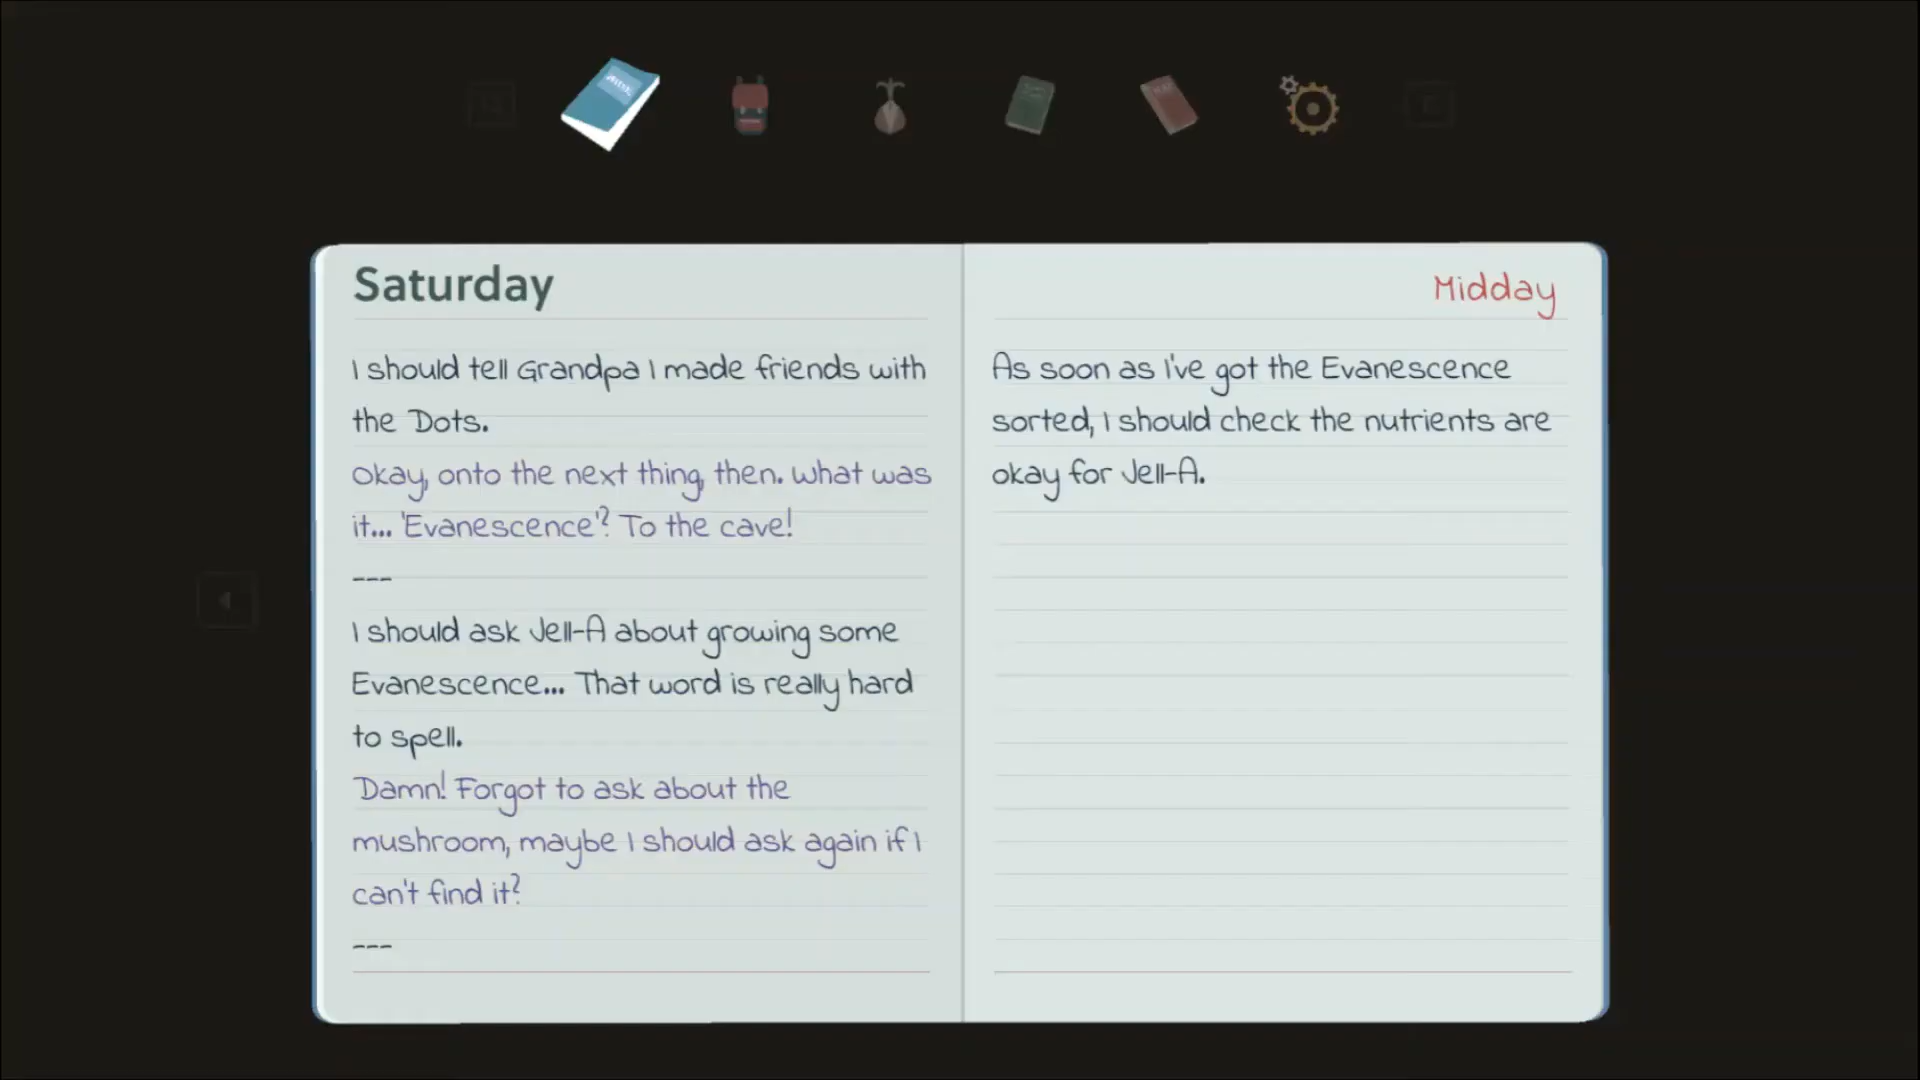 Saturday
Midday
I should tell Grandpa I made friends with
the Dots.
Okay, onto the next thing, then. What was
it... 'Evanescence'? To the cave!
---
I should ask Jell-A about growing some
Evanescence... That word is really hard
to spell.
Damn! Forgot to ask about the
mushroom, maybe I should ask again if I
can't find it?
---
As soon as I've got the Evanescence
sorted, I should check the nutrients are
okay for Jell-A.